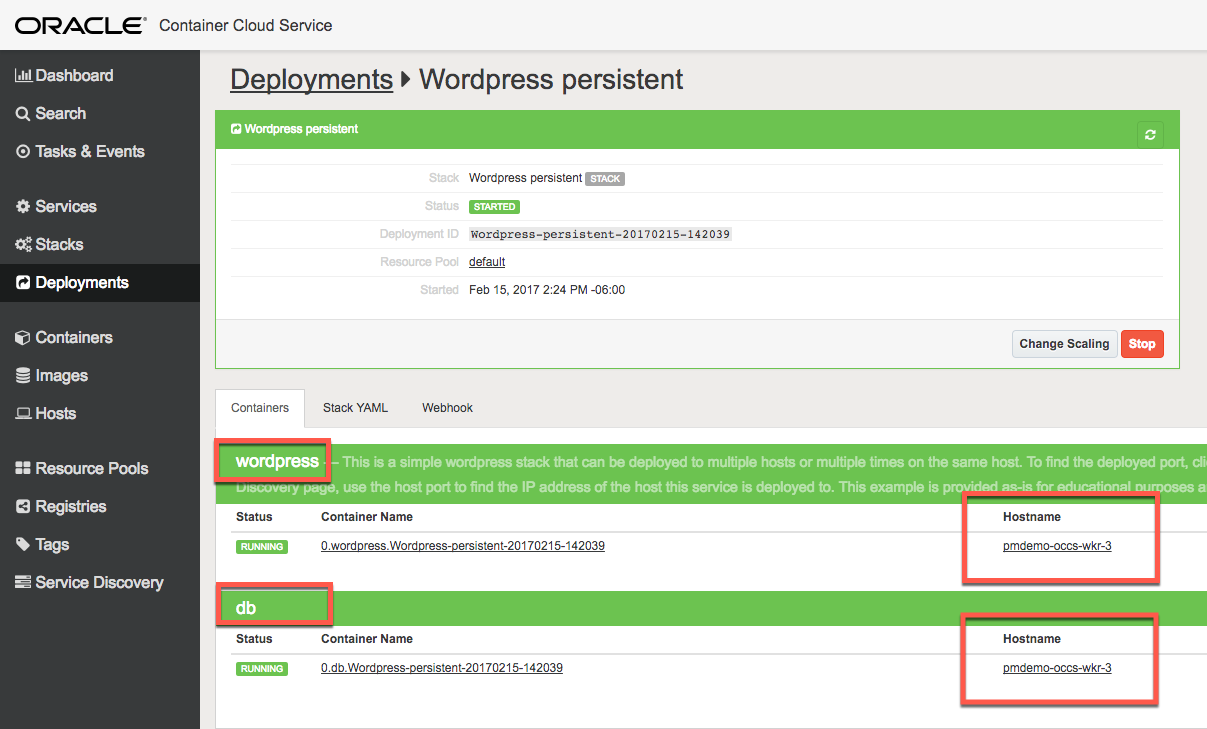 ORACLE® Container Cloud Service
Dashboard
Search
Tasks & Events
Services
Stacks
Deployments
Containers
Images
Hosts
Resource Pools
Registries
Tags
Service Discovery
Deployments Wordpress persistent
Wordpress persistent
Stack Wordpress persistent STACK
Status STARTED
Deployment ID Wordpress-persistent-20170215-142039
Resource Pool default
Started Feb 15, 2017 2:24 PM -06:00
Change Scaling Stop
Containers Stack YAML Webhook
wordpress — This is a simple wordpress stack that can be deployed to multiple hosts or multiple times on the same host. To find the deployed port, cli
Discovery page, use the host port to find the IP address of the host this service is deployed to. This example is provided as-is for educational purposes a
Status Container Name Hostname
RUNNING 0.wordpress.Wordpress-persistent-20170215-142039 pmdemo-occs-wkr-3
db
Status Container Name Hostname
RUNNING 0.db.Wordpress-persistent-20170215-142039 pmdemo-occs-wkr-3